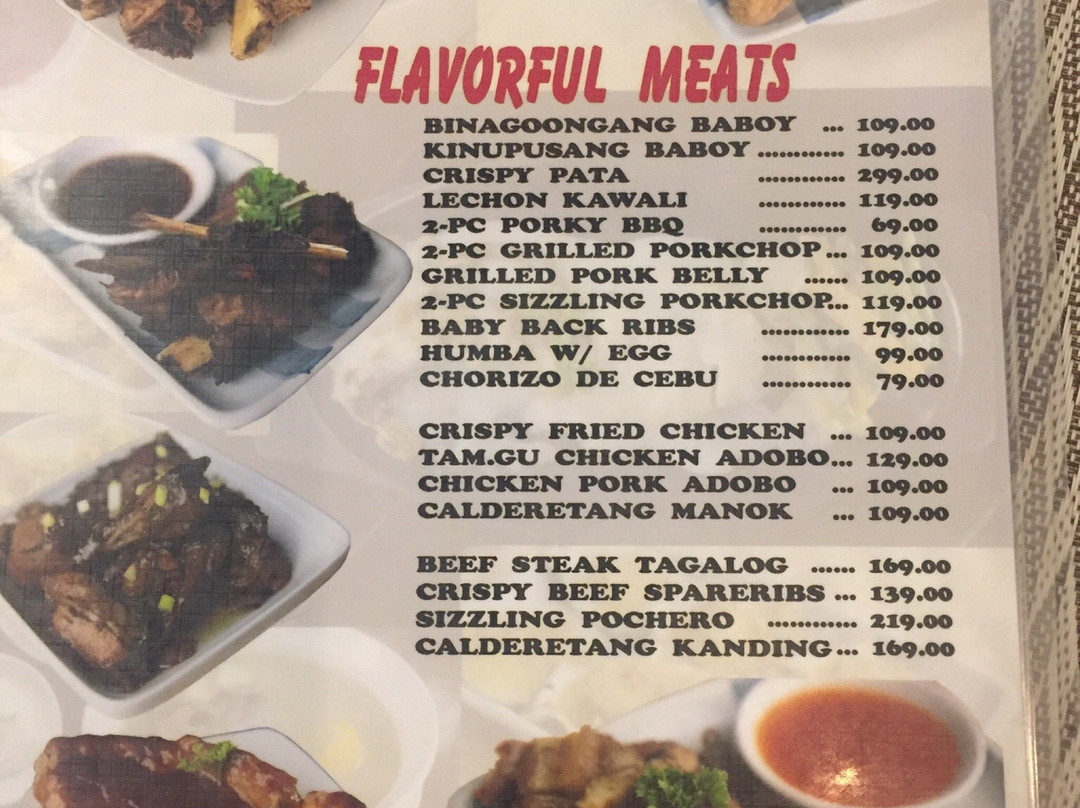 FLAVORFUL MEATS
BINAGOONGANG BABOY ... 109.00
KINUPUSANG BABOY ............. 109.00
CRISPY PATA ............. 299.00
LECHON KAWALI ............. 119.00
2-PC PORKY BBQ ............. 69.00
2-PC GRILLED PORKCHOP... 109.00
GRILLED PORK BELLY ...... 109.00
2-PC SIZZLING PORKCHOP... 119.00
BABY BACK RIBS ............. 179.00
HUMBA W/ EGG ............. 99.00
CHORIZO DE CEBU ............. 79.00
CRISPY FRIED CHICKEN ... 109.00
TAM.GU CHICKEN ADOBO... 129.00
CHICKEN PORK ADOBO ... 109.00
CALDERETANG MANOK ... 109.00
BEEF STEAK TAGALOG ...... 169.00
CRISPY BEEF SPARERIBS ... 139.00
SIZZLING POCHERO ............. 219.00
CALDERETANG KANDING... 169.00